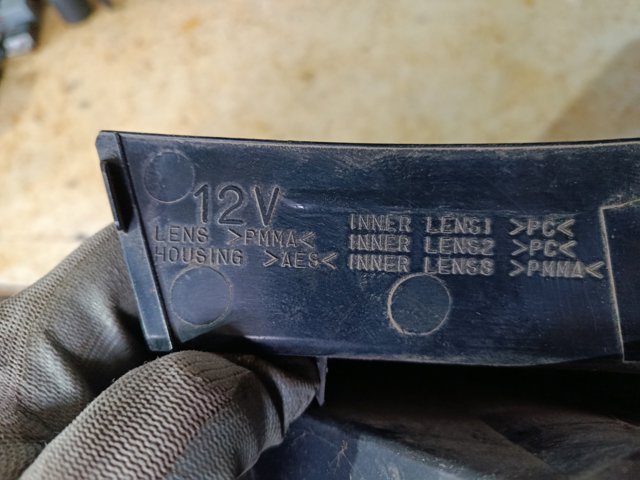 12V
LENS >PMMA<
HOUSING >AES<
INNER LENS1 >PC<
INNER LENS2 >PC<
INNER LENS3 >PMMA<